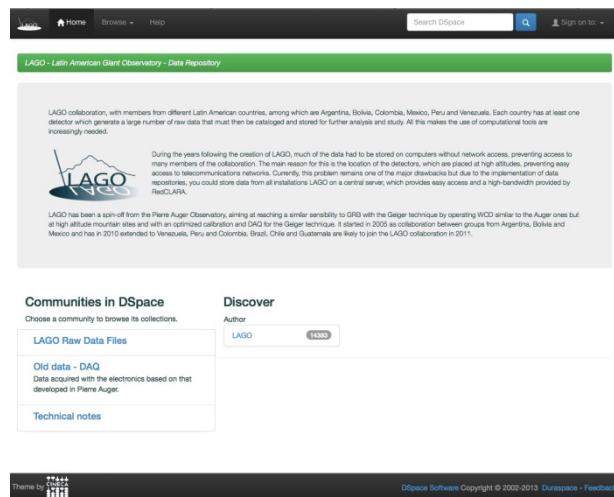 LAGO Home Browse Help Search DSpace Sign on to:
LAGO - Latin American Giant Observatory - Data Repository
LAGO collaboration, with members from different Latin American countries, among which are Argentina, Bolivia, Colombia, Mexico, Peru and Venezuela. Each country has at least one
detector which generate a large number of raw data that must then be cataloged and stored for further analysis and study. All this makes the use of computational tools are
increasingly needed.
During the years following the creation of LAGO, much of the data had to be stored on computers without network access, preventing access to
many members of the collaboration. The main reason for this is the location of the detectors, which are placed at high altitudes, preventing easy
access to telecommunications networks. Currently, this problem remains one of the major drawbacks but due to the implementation of data
repositories, you could store data from all installations LAGO on a central server, which provides easy access and a high-bandwidth provided by
RedCLARA.
LAGO
LAGO has been a spin-off from the Pierre Auger Observatory, aiming at reaching a similar sensibility to GRB with the Geiger technique by operating WCD similar to the Auger ones but
at high altitude mountain sites and with an optimized calibration and DAQ for the Geiger technique. It started in 2005 as collaboration between groups from Argentina, Bolivia and
Mexico and has in 2010 extended to Venezuela, Peru and Colombia. Brazil, Chile and Guatemala are likely to join the LAGO collaboration in 2011.
Communities in DSpace
Choose a community to browse its collections.
LAGO Raw Data Files
Old data - DAQ
Data acquired with the electronics based on that
developed in Pierre Auger.
Technical notes
Discover
Author
LAGO 14383
Theme by CINECA
DSpace Software Copyright © 2002-2013 Duraspace - Feedback